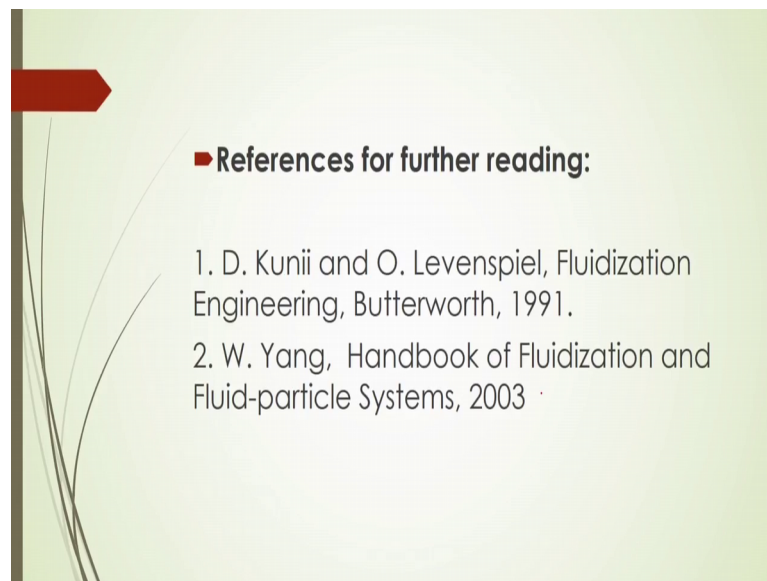 References for further reading:
1. D. Kunii and O. Levenspiel, Fluidization
Engineering, Butterworth, 1991.
2. W. Yang, Handbook of Fluidization and
Fluid-particle Systems, 2003